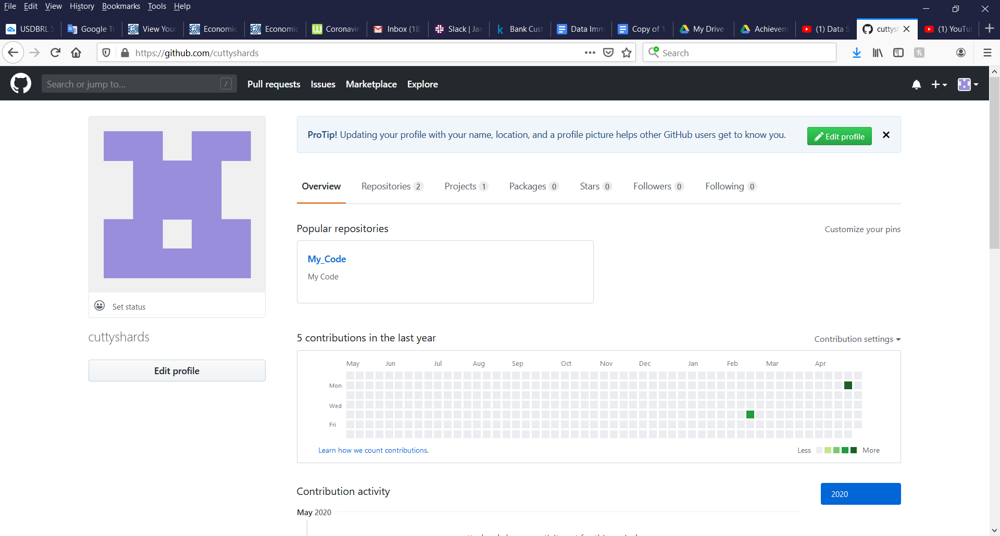 File Edit View History Bookmarks Tools Help
USDBRL 5 Google Tr View Your Economic Economic Coronavir Inbox (18 Slack | Jan Bank Cust Data Imm Copy of 1 My Drive Achievem (1) Data S cuttysh (1) YouTu
https://github.com/cuttyshards
Search
Search or jump to... /
Pull requests Issues Marketplace Explore
ProTip! Updating your profile with your name, location, and a profile picture helps other GitHub users get to know you.
Edit profile
Overview Repositories 2 Projects 1 Packages 0 Stars 0 Followers 0 Following 0
Popular repositories
Customize your pins
My_Code
My Code
Set status
cuttyshards
Edit profile
5 contributions in the last year
Contribution settings
May Jun Jul Aug Sep Oct Nov Dec Jan Feb Mar Apr
Mon
Wed
Fri
Learn how we count contributions.
Less More
Contribution activity
2020
May 2020